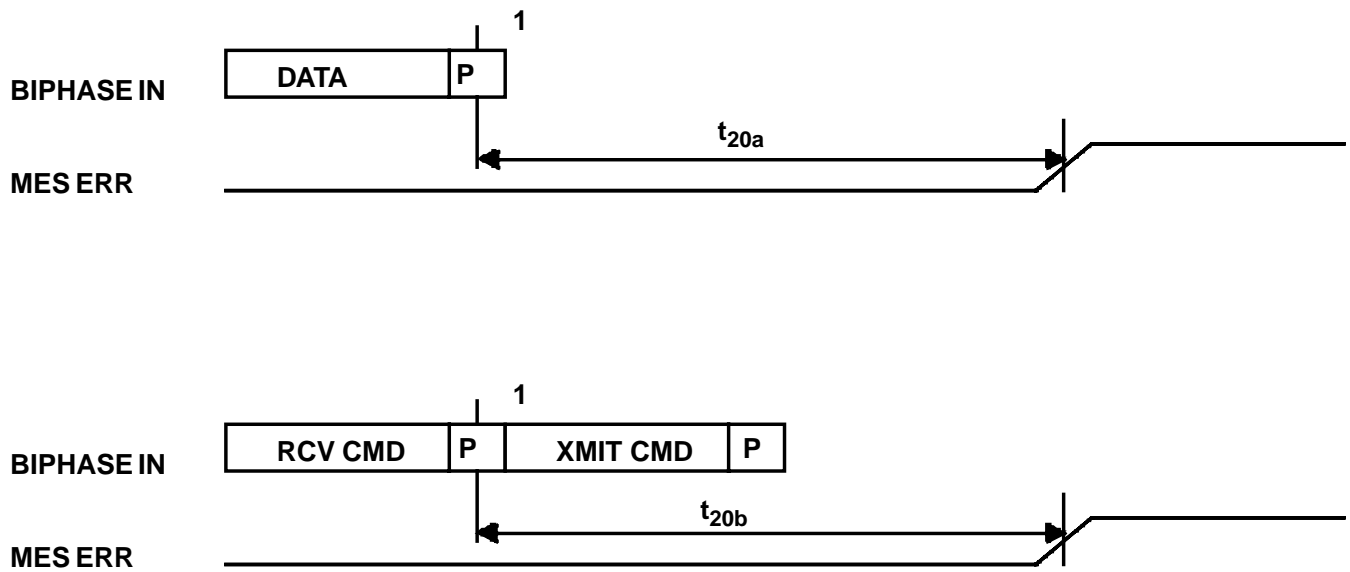 1
DATA P
BIPHASE IN
t20a
MES ERR
1
RCV CMD P XMIT CMD P
BIPHASE IN
t20b
MES ERR